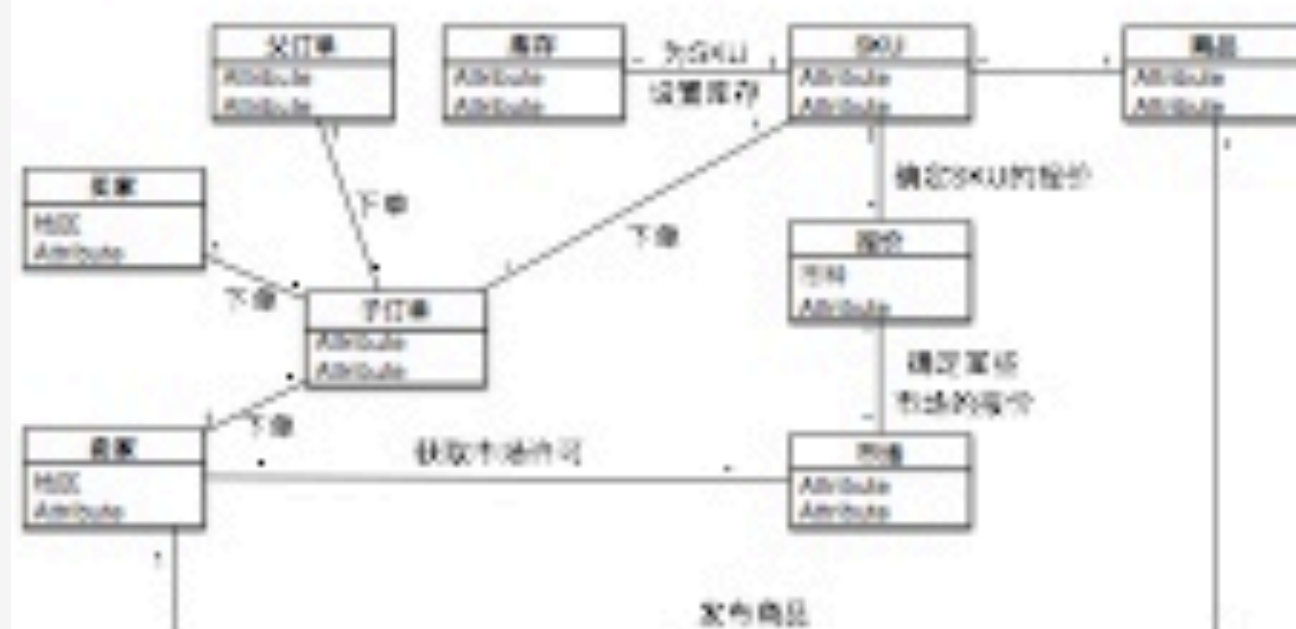 父订单
Attribute
Attribute
库存
Attribute
Attribute
为SKU
设置库存
SKU
Attribute
Attribute
商品
Attribute
Attribute
确定SKU的报价
下单
买家
地区
Attribute
下单
报价
币种
Attribute
下单
子订单
Attribute
Attribute
确定某板
市场的报价
下单
卖家
地区
Attribute
获取市场许可
市场
Attribute
Attribute
发布商品